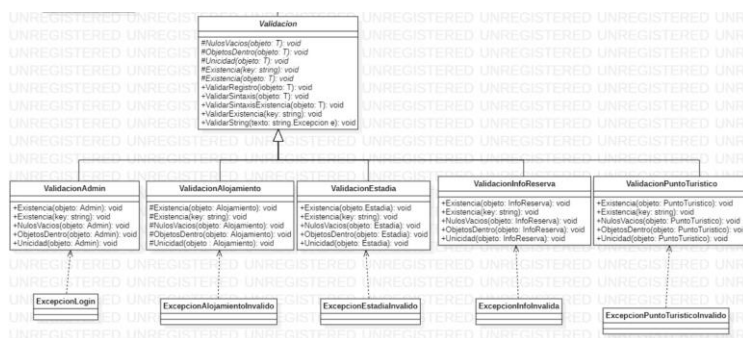 Validacion
#NulosVacios(objeto: T): void
#ObjetosDentro(objeto: T): void
#Unicidad(objeto: T): void
#Existencia(key: string): void
#Existencia(objeto: T): void
+ValidarRegistro(objeto: T): void
+ValidarSintaxis(objeto: T): void
+ValidarSintaxisExistencia(objeto: T): void
+ValidarExistencia(key: string): void
+ValidarString(texto: string,Excepcion e): void
ValidacionAdmin
+Existencia(objeto: Admin): void
+Existencia(key: string): void
+NulosVacios(objeto: Admin): void
+ObjetosDentro(objeto: Admin): void
+Unicidad(objeto: Admin): void
ValidacionAlojamiento
#Existencia(objeto: Alojamiento): void
#Existencia(key: string): void
#NulosVacios(objeto: Alojamiento): void
#ObjetosDentro(objeto: Alojamiento): void
#Unicidad(objeto : Alojamiento): void
ValidacionEstadia
+Existencia(objeto.Estadia): void
+Existencia(key: string): void
+NulosVacios(objeto: Estadia): void
+ObjetosDentro(objeto: Estadia): void
+Unicidad(objeto: Estadia): void
ValidacionInfoReserva
+Existencia(objeto: InfoReserva): void
+Existencia(key: string): void
+NulosVacios(objeto: InfoReserva): void
+ObjetosDentro(objeto: InfoReserva): void
+Unicidad(objeto: InfoReserva): void
ValidacionPuntoTuristico
+Existencia(objeto: PuntoTuristico): void
+Existencia(key: string): void
+NulosVacios(objeto: PuntoTuristico): void
+ObjetosDentro(objeto: PuntoTuristico): void
+Unicidad(objeto: PuntoTuristico): void
ExcepcionLogin
ExcepcionAlojamientoInvalido
ExcepcionEstadiaInvalido
ExcepcionInfoInvalida
ExcepcionPuntoTuristicoInvalido
UNREGISTERED